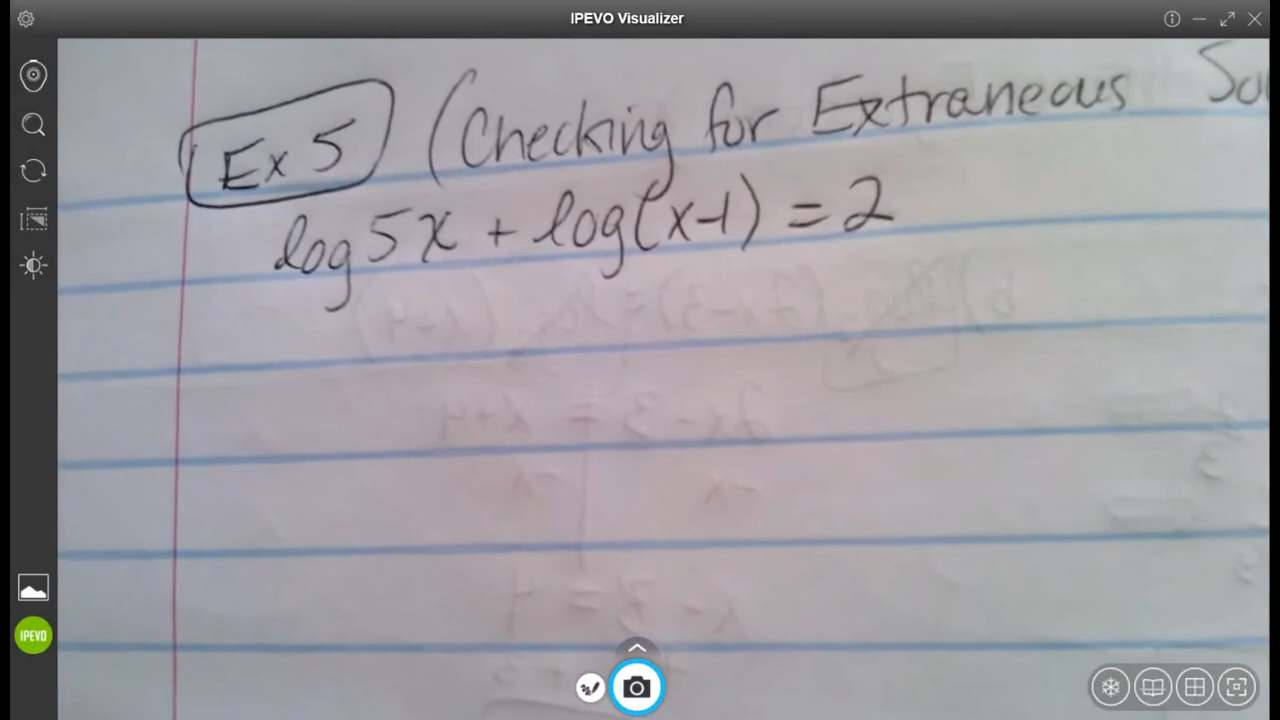 IPEVO Visualizer
Ex 5 (Checking for Extraneous
log 5x + log(x-1) = 2
IPEVO